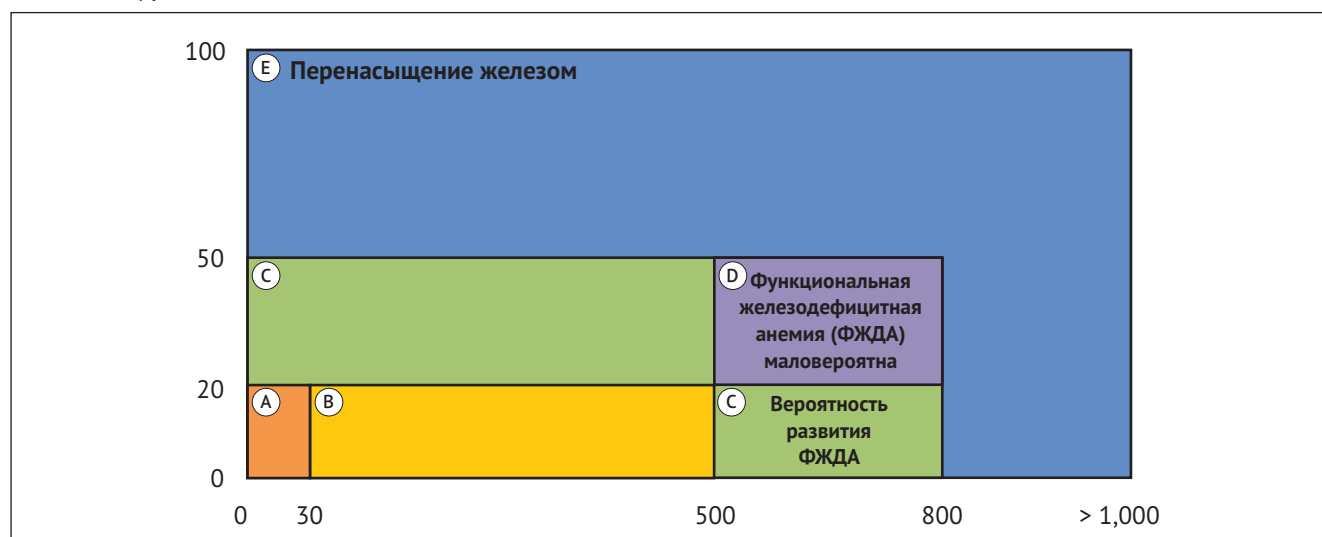 100
E Перенасыщение железом
50
C
D Функциональная
железодефицитная
анемия (ФЖДА)
маловероятна
20
A
B
C Вероятность
развития
ФЖДА
0
0 30 500 800 > 1,000